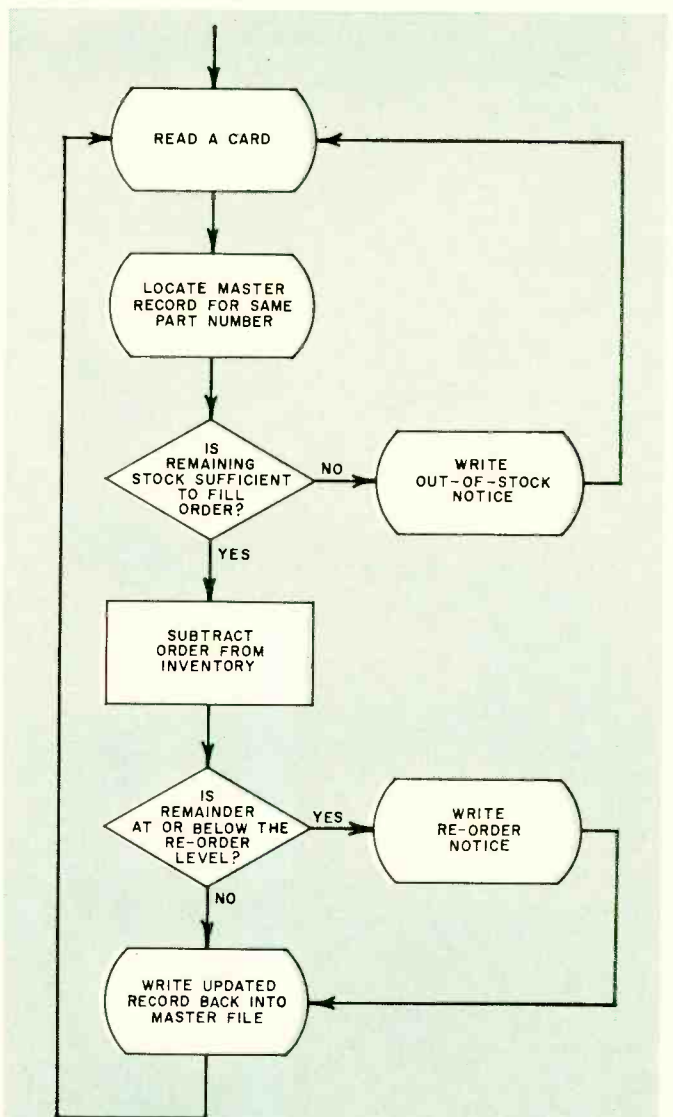 READ A CARD
LOCATE MASTER
RECORD FOR SAME
PART NUMBER
IS
REMAINING
STOCK SUFFICIENT
TO FILL
ORDER?
NO
WRITE
OUT-OF-STOCK
NOTICE
YES
SUBTRACT
ORDER FROM
INVENTORY
IS
REMAINDER
AT OR BELOW THE
RE-ORDER
LEVEL?
YES
WRITE
RE-ORDER
NOTICE
NO
WRITE UPDATED
RECORD BACK INTO
MASTER FILE